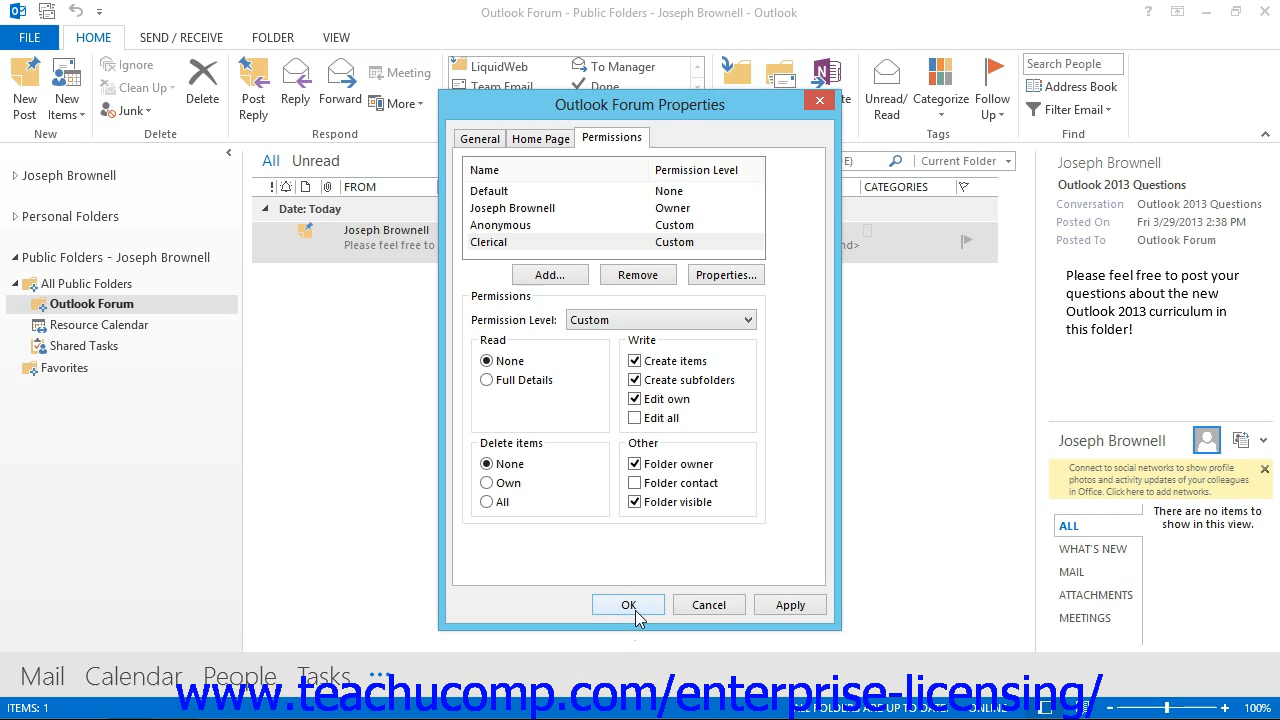 Outlook Forum - Public Folders - Joseph Brownell - Outlook
FILE HOME SEND / RECEIVE FOLDER VIEW
Ignore
Clean Up
Junk
Delete
New Post
New Items
Post Reply
Reply
Forward
Meeting
More
LiquidWeb
To Manager
Team Email
Done
Unread/ Read
Categorize
Follow Up
Search People
Address Book
Filter Email
New Delete Respond Tags Find
Joseph Brownell
Personal Folders
Public Folders - Joseph Brownell
All Public Folders
Outlook Forum
Resource Calendar
Shared Tasks
Favorites
All Unread
Current Folder
FROM
CATEGORIES
Date: Today
Joseph Brownell
Please feel free to
Outlook Forum Properties
General Home Page Permissions
Name Permission Level
Default None
Joseph Brownell Owner
Anonymous Custom
Clerical Custom
Add... Remove Properties...
Permissions
Permission Level: Custom
Read
None
Full Details
Write
Create items
Create subfolders
Edit own
Edit all
Delete items
None
Own
All
Other
Folder owner
Folder contact
Folder visible
OK Cancel Apply
Joseph Brownell
Outlook 2013 Questions
Conversation Outlook 2013 Questions
Posted On Fri 3/29/2013 2:38 PM
Posted To Outlook Forum
Please feel free to post your
questions about the new
Outlook 2013 curriculum in
this folder!
Joseph Brownell
Connect to social networks to show profile
photos and activity updates of your colleagues
in Office. Click here to add networks.
ALL
WHAT'S NEW
MAIL
ATTACHMENTS
MEETINGS
There are no items to
show in this view.
Mail Calendar People Tasks ...
www.teachucomp.com/enterprise-licensing/
ITEMS: 1 ALL FOLDERS ARE UP TO DATE. ONLINE 100%